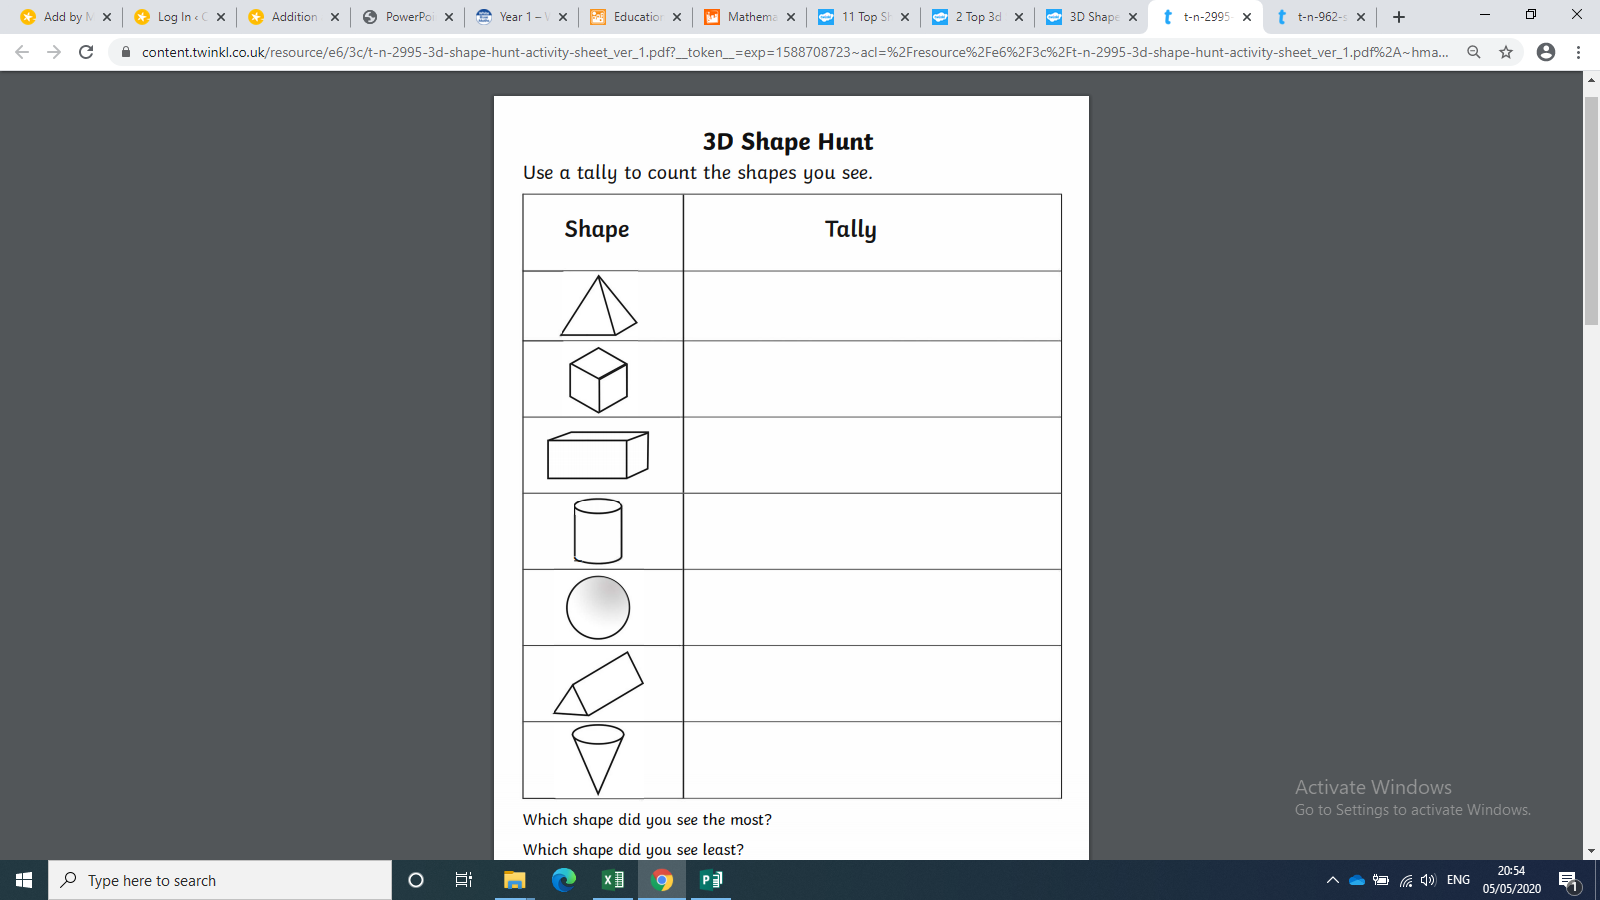 Add by
Log In ‹
Addition
PowerPoi
Year 1 –
Education
Mathema
11 Top Sh
2 Top 3d
3D Shape
t-n-2995-
t-n-962-s
content.twinkl.co.uk/resource/e6/3c/t-n-2995-3d-shape-hunt-activity-sheet_ver_1.pdf?__token__=exp=1588708723~acl=%2Fresource%2Fe6%2F3c%2Ft-n-2995-3d-shape-hunt-activity-sheet_ver_1.pdf%2A~hma...
3D Shape Hunt
Use a tally to count the shapes you see.
Shape Tally
Which shape did you see the most?
Which shape did you see least?
Activate Windows
Go to Settings to activate Windows.
Type here to search
ENG
20:54
05/05/2020
1